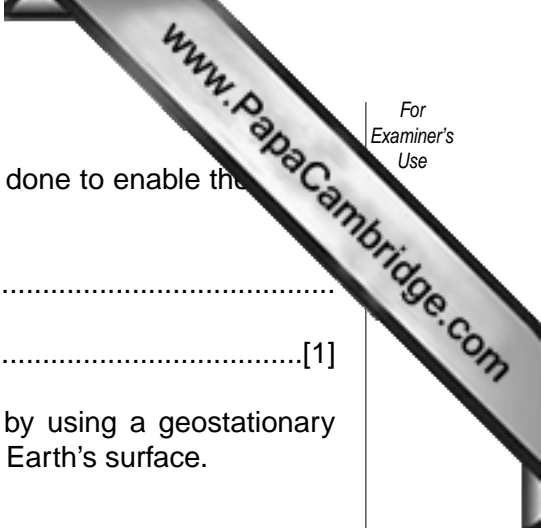 www.PapaCambridge.com
For
Examiner's
Use
done to enable the
..........................................
.....................................[1]
by using a geostationary
Earth's surface.